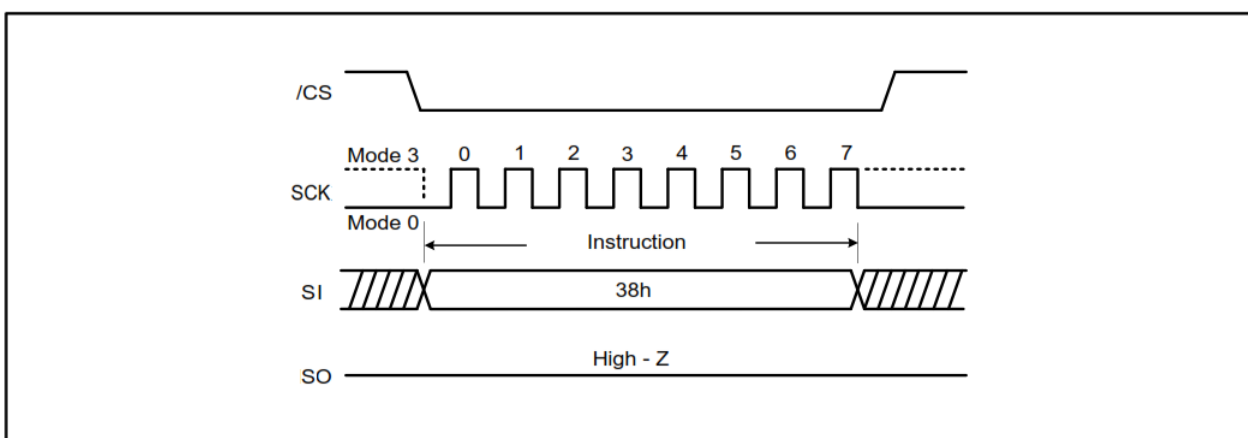 /CS
Mode 3 0 1 2 3 4 5 6 7
SCK
Mode 0
Instruction
SI 38h
High - Z
SO